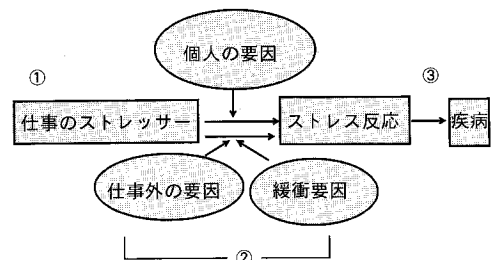 個人の要因
①
③
仕事のストレッサー
ストレス反応
疾病
仕事外の要因
緩衝要因
②